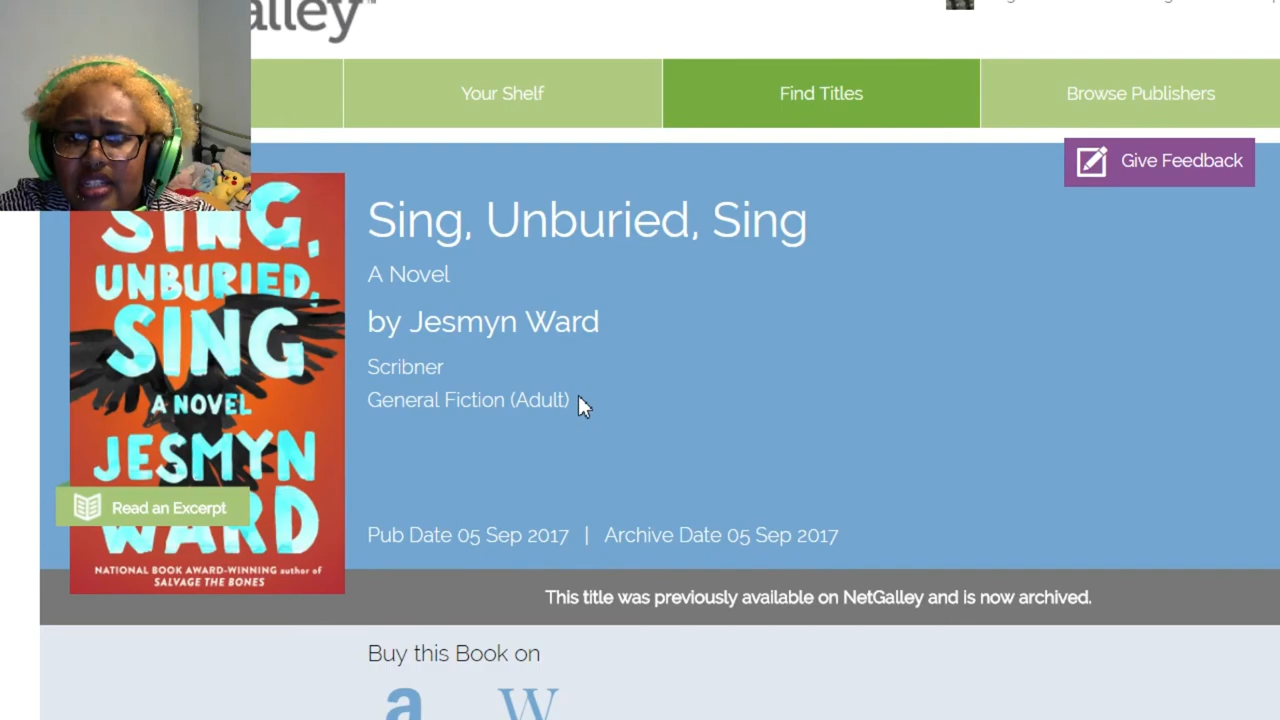 alley
Your Shelf
Find Titles
Browse Publishers
Give Feedback
SING,
UNBURIED,
SING
A NOVEL
JESMYN
WARD
Read an Excerpt
NATIONAL BOOK AWARD-WINNING author of
SALVAGE THE BONES
Sing, Unburied, Sing
A Novel
by Jesmyn Ward
Scribner
General Fiction (Adult)
Pub Date 05 Sep 2017 | Archive Date 05 Sep 2017
This title was previously available on NetGalley and is now archived.
Buy this Book on
a
W